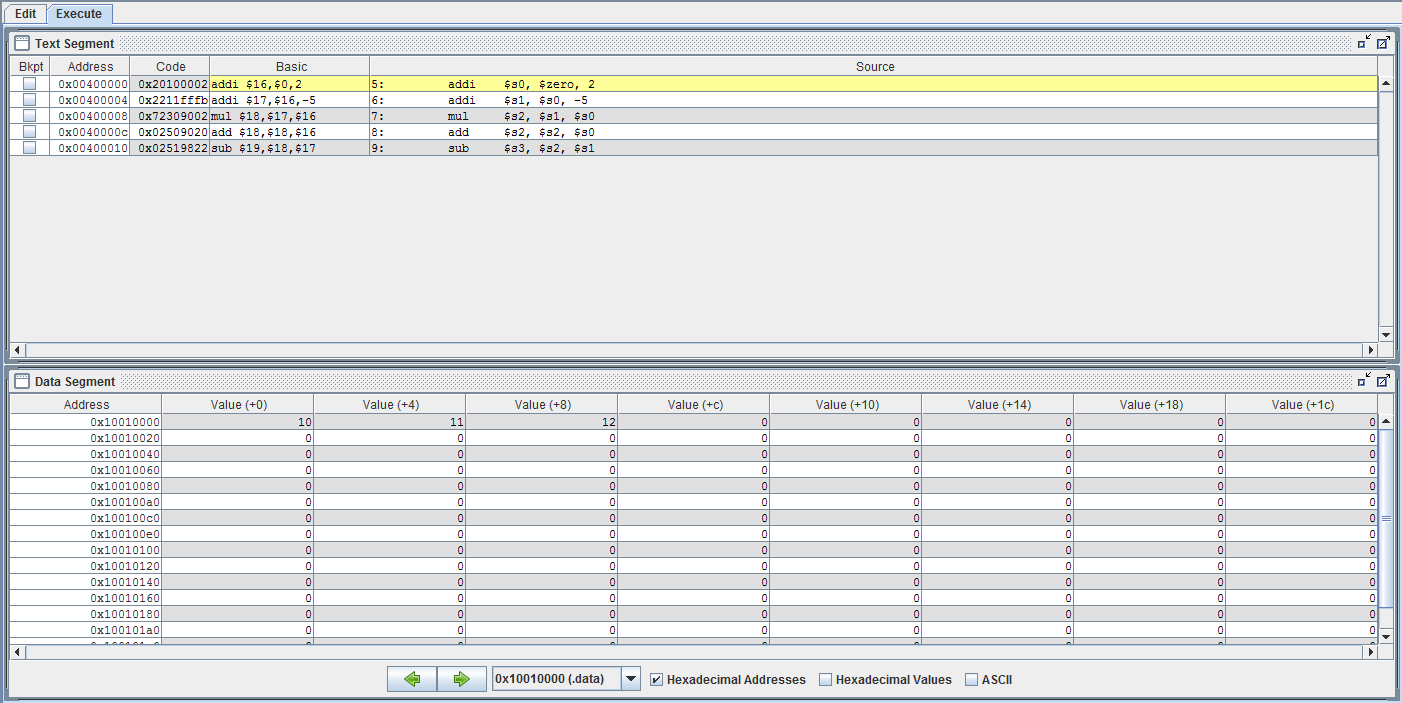 Edit Execute
Text Segment
Bkpt Address Code Basic Source
0x00400000 0x20100002 addi $16,$0,2 5: addi $s0, $zero, 2
0x00400004 0x2211fffb addi $17,$16,-5 6: addi $s1, $s0, -5
0x00400008 0x72309002 mul $18,$17,$16 7: mul $s2, $s1, $s0
0x0040000c 0x02509020 add $18,$18,$16 8: add $s2, $s2, $s0
0x00400010 0x02519822 sub $19,$18,$17 9: sub $s3, $s2, $s1
Data Segment
Address Value (+0) Value (+4) Value (+8) Value (+c) Value (+10) Value (+14) Value (+18) Value (+1c)
0x10010000 10 11 12 0 0 0 0 0
0x10010020 0 0 0 0 0 0 0 0
0x10010040 0 0 0 0 0 0 0 0
0x10010060 0 0 0 0 0 0 0 0
0x10010080 0 0 0 0 0 0 0 0
0x100100a0 0 0 0 0 0 0 0 0
0x100100c0 0 0 0 0 0 0 0 0
0x100100e0 0 0 0 0 0 0 0 0
0x10010100 0 0 0 0 0 0 0 0
0x10010120 0 0 0 0 0 0 0 0
0x10010140 0 0 0 0 0 0 0 0
0x10010160 0 0 0 0 0 0 0 0
0x10010180 0 0 0 0 0 0 0 0
0x100101a0 0 0 0 0 0 0 0 0
0x10010000 (.data) Hexadecimal Addresses Hexadecimal Values ASCII